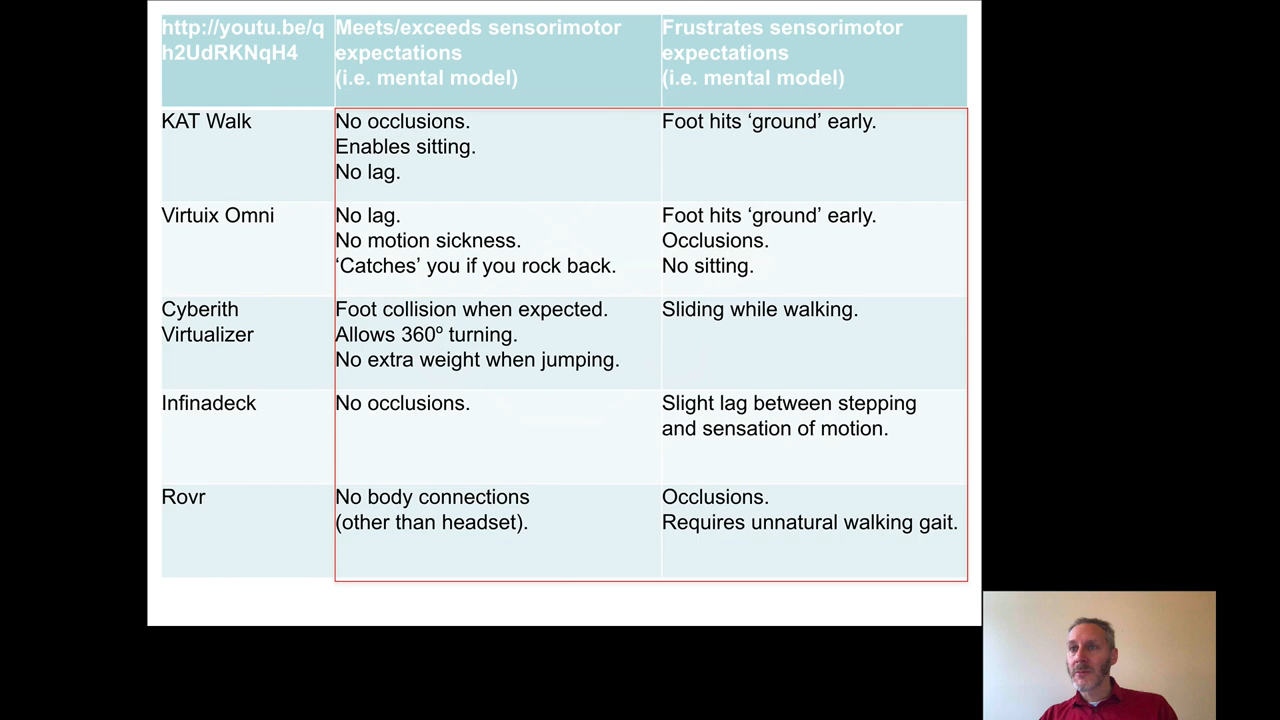 http://youtu.be/q
h2UdRKNqH4
Meets/exceeds sensorimotor
expectations
(i.e. mental model)
Frustrates sensorimotor
expectations
(i.e. mental model)
KAT Walk
No occlusions.
Enables sitting.
No lag.
Foot hits ‘ground’ early.
Virtuix Omni
No lag.
No motion sickness.
‘Catches’ you if you rock back.
Foot hits ‘ground’ early.
Occlusions.
No sitting.
Cyberith
Virtualizer
Foot collision when expected.
Allows 360º turning.
No extra weight when jumping.
Sliding while walking.
Infinadeck
No occlusions.
Slight lag between stepping
and sensation of motion.
Rovr
No body connections
(other than headset).
Occlusions.
Requires unnatural walking gait.